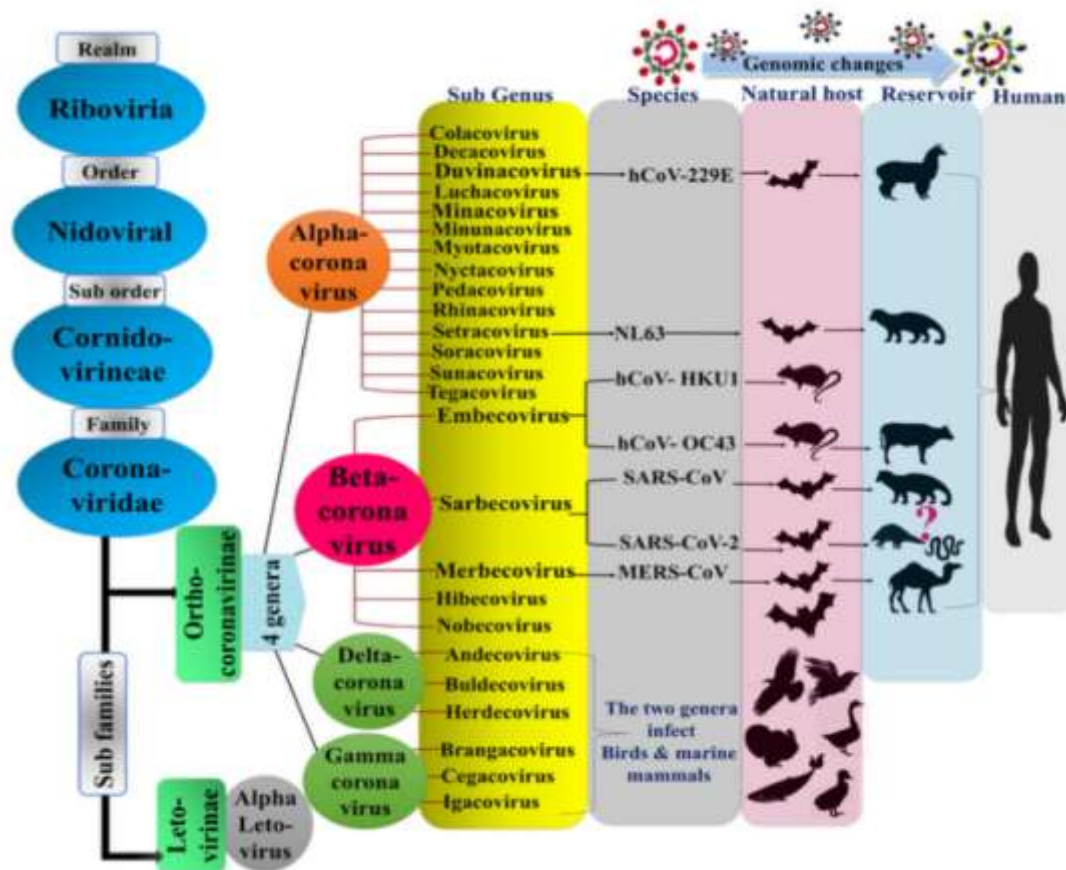 Realm
Riboviria
Order
Nidoviral
Sub order
Cornido-
virineae
Family
Corona-
viridae
Sub families
Ortho-
coronavirinae
Leto-
virinae
Alpha
Leto-
virus
4 genera
Alpha-
corona
virus
Beta-
corona
virus
Delta-
corona
virus
Gamma
corona
virus
Genomic changes
Sub Genus
Species
Natural host
Reservoir
Human
Colacovirus
Decacovirus
Duvinacovirus
Luchacovirus
Minacovirus
Minunacovirus
Myotacovirus
Nyctacovirus
Pedacovirus
Rhinacovirus
Setracovirus
Soracovirus
Sunacovirus
Tegacovirus
Embecovirus
Sarbecovirus
Merbecovirus
Hibecovirus
Nobecovirus
Andecovirus
Buldecovirus
Herdecovirus
Brangacovirus
Cegacovirus
Igacovirus
hCoV-229E
NL63
hCoV- HKU1
hCoV- OC43
SARS-CoV
SARS-CoV-2
MERS-CoV
The two genera
infect
Birds & marine
mammals
?